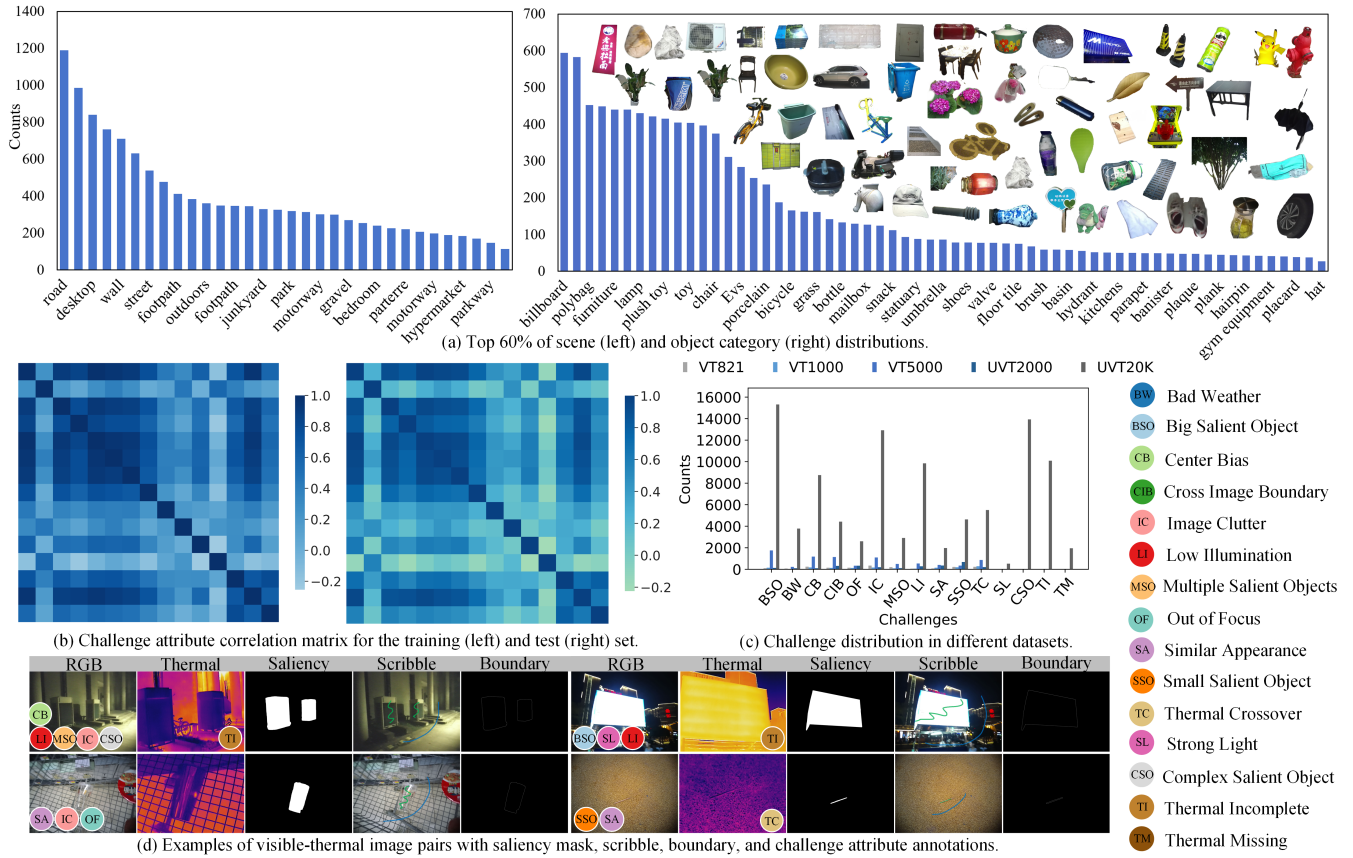 1400
1200
1000
800
600
400
200
0
Counts
road
desktop
wall
street
footpath
outdoors
footpath
junkyard
park
motorway
gravel
bedroom
parterre
motorway
hypermarket
parkway
700
600
500
400
300
200
100
0
billboard
polybag
furniture
lamp
plush toy
toy
chair
Evs
porcelain
bicycle
grass
bottle
mailbox
snack
statuary
umbrella
shoes
valve
floor tile
brush
basin
hydrant
kitchens
parapet
banister
plaque
plank
hairpin
gym equipment
placard
hat
(a) Top 60% of scene (left) and object category (right) distributions.
1.0
0.8
0.6
0.4
0.2
−0.0
−0.2
1.0
0.8
0.6
0.4
0.2
0.0
−0.2
(b) Challenge attribute correlation matrix for the training (left) and test (right) set.
VT821 VT1000 VT5000 UVT2000 UVT20K
16000
14000
12000
10000
8000
6000
4000
2000
0
Counts
BSO
BW
CB
CIB
OF
IC
MSO
LI
SA
SSO
TC
SL
CSO
TI
TM
Challenges
(c) Challenge distribution in different datasets.
BW Bad Weather
BSO Big Salient Object
CB Center Bias
CIB Cross Image Boundary
IC Image Clutter
LI Low Illumination
MSO Multiple Salient Objects
OF Out of Focus
SA Similar Appearance
SSO Small Salient Object
TC Thermal Crossover
SL Strong Light
CSO Complex Salient Object
TI Thermal Incomplete
TM Thermal Missing
RGB Thermal Saliency Scribble Boundary RGB Thermal Saliency Scribble Boundary
CB
LI MSO IC CSO TI BSO SL LI TI
SA IC OF SSO SA TC
(d) Examples of visible-thermal image pairs with saliency mask, scribble, boundary, and challenge attribute annotations.